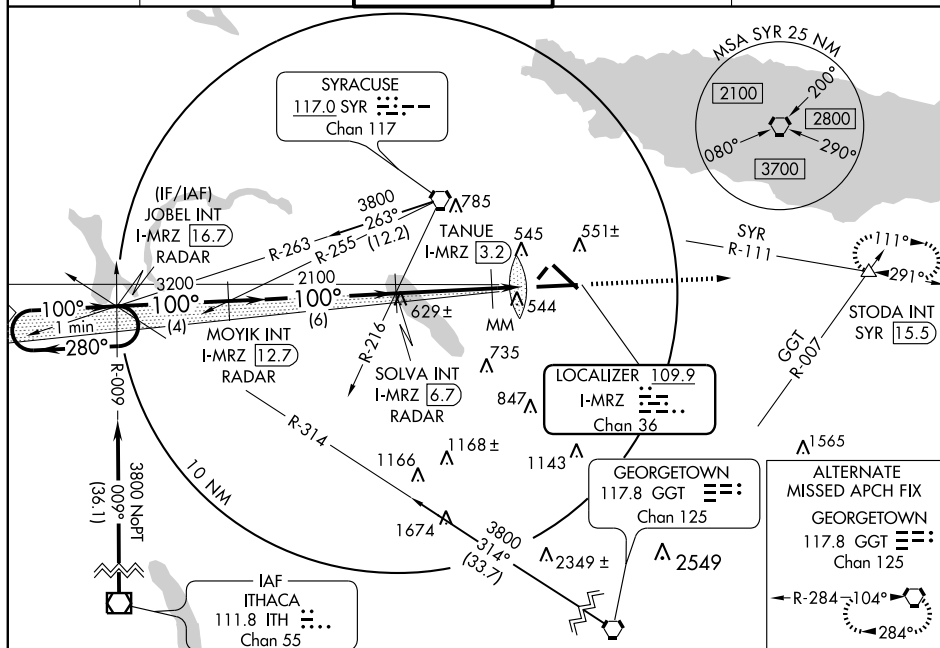 MSA SYR 25 NM
2100
200°
2800
080°
290°
3700
SYRACUSE
117.0 SYR
Chan 117
(IF/IAF)
JOBEL INT
I-MRZ 16.7
RADAR
3800
R-263
263°
R-255
(12.2)
785
TANUE
I-MRZ 3.2
545
551±
SYR
R-111
111°
291°
STODA INT
SYR 15.5
GGT
R-007
3200
2100
100°
100°
100°
1 min
(4)
(6)
280°
629±
544
MM
MOYIK INT
I-MRZ 12.7
RADAR
R-216
SOLVA INT
I-MRZ 6.7
RADAR
735
LOCALIZER 109.9
I-MRZ
Chan 36
847
R-009
R-314
1166
1168±
1143
1565
10 NM
3800 NoPT
009°
(36.1)
GEORGETOWN
117.8 GGT
Chan 125
1674
3800
314°
(33.7)
2349±
2549
ALTERNATE
MISSED APCH FIX
GEORGETOWN
117.8 GGT
Chan 125
R-284
104°
284°
IAF
ITHACA
111.8 ITH
Chan 55